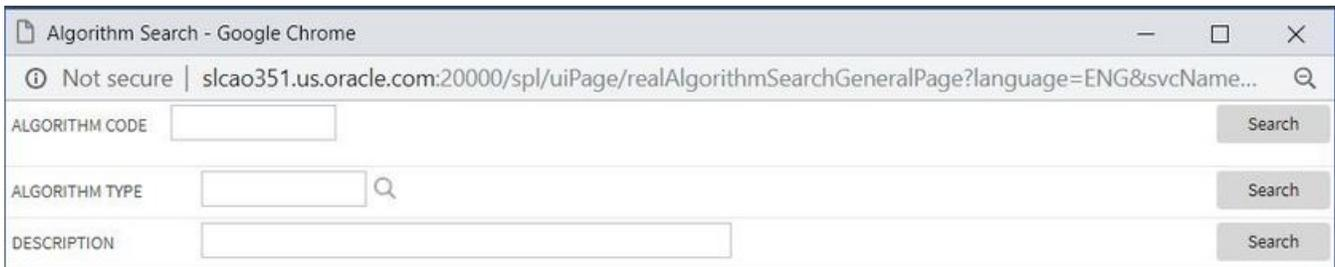 Algorithm Search - Google Chrome
Not secure | slcao351.us.oracle.com:20000/spl/uiPage/realAlgorithmSearchGeneralPage?language=ENG&svcName...
ALGORITHM CODE Search
ALGORITHM TYPE Search
DESCRIPTION Search